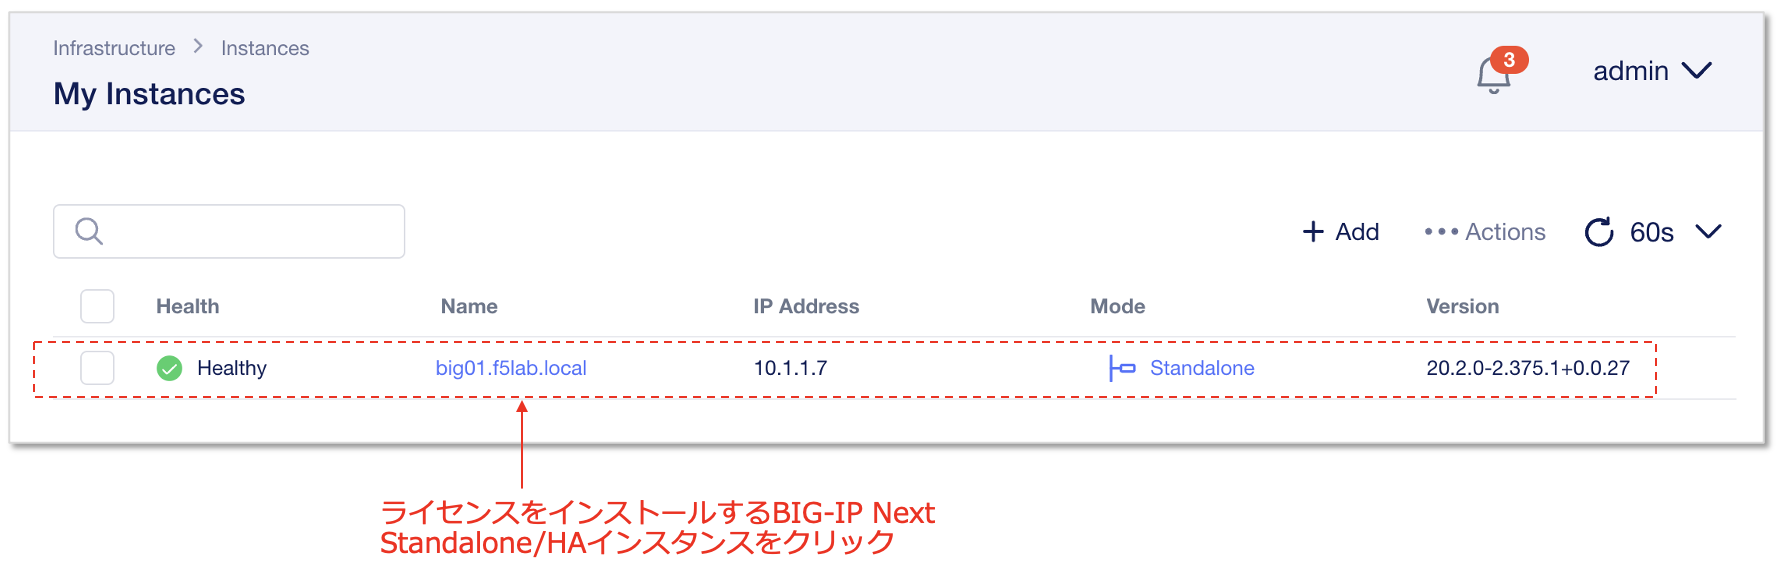 Infrastructure > Instances
My Instances
3
admin
+ Add
••• Actions
60s
Health Name IP Address Mode Version
Healthy big01.f5lab.local 10.1.1.7 Standalone 20.2.0-2.375.1+0.0.27
ライセンスをインストールするBIG-IP Next
Standalone/HAインスタンスをクリック